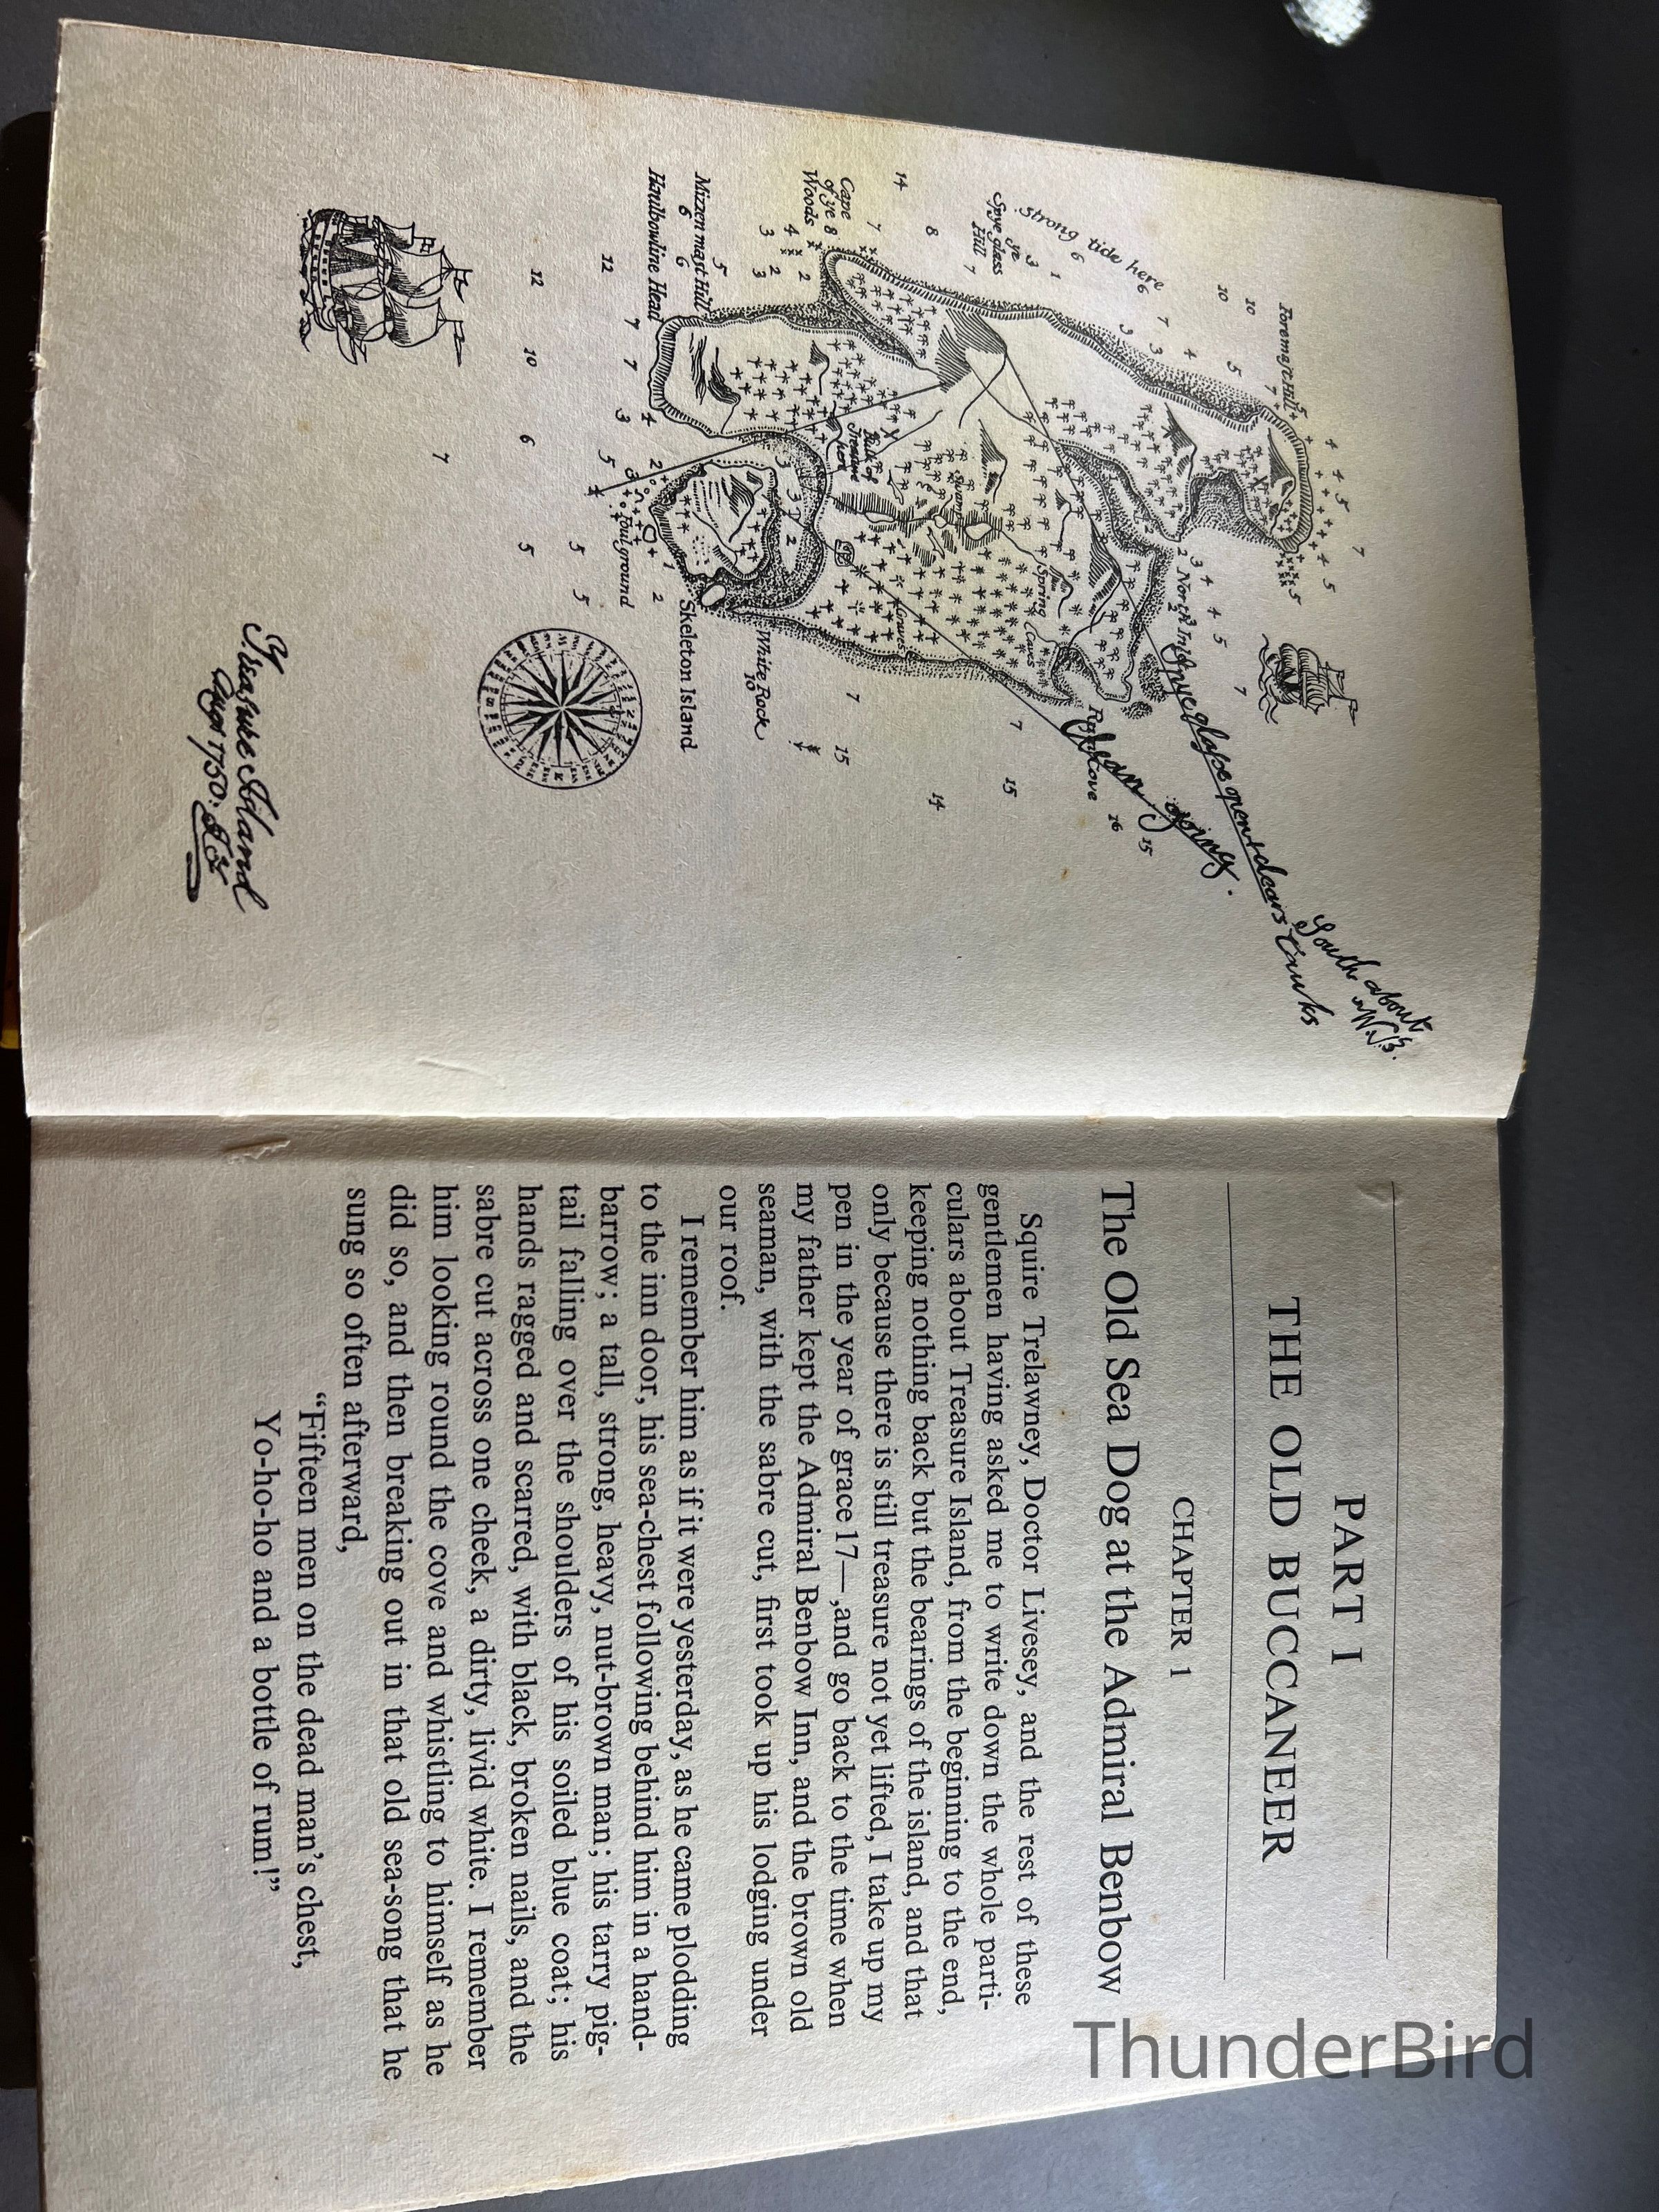 Foremast Hill
strong tide here
Spye glass
Hill
Cape
of ye
Woods
Mizzen mast Hill
Haulbowline Head
Bulk of
Treasure
here
Swamp
Spring
Caves
Graves
Foul ground
Skeleton Island
White Rock
Treasure Island
Augt 1750. J.F.
PART I
THE OLD BUCCANEER
CHAPTER 1
The Old Sea Dog at the Admiral Benbow
Squire Trelawney, Doctor Livesey, and the rest of these
gentlemen having asked me to write down the whole parti-
culars about Treasure Island, from the beginning to the end,
keeping nothing back but the bearings of the island, and that
only because there is still treasure not yet lifted, I take up my
pen in the year of grace 17—,and go back to the time when
my father kept the Admiral Benbow Inn, and the brown old
seaman, with the sabre cut, first took up his lodging under
our roof.
I remember him as if it were yesterday, as he came plodding
to the inn door, his sea-chest following behind him in a hand-
barrow; a tall, strong, heavy, nut-brown man; his tarry pig-
tail falling over the shoulders of his soiled blue coat; his
hands ragged and scarred, with black, broken nails, and the
sabre cut across one cheek, a dirty, livid white. I remember
him looking round the cove and whistling to himself as he
did so, and then breaking out in that old sea-song that he
sung so often afterward,
“Fifteen men on the dead man’s chest,
Yo-ho-ho and a bottle of rum!”
ThunderBird